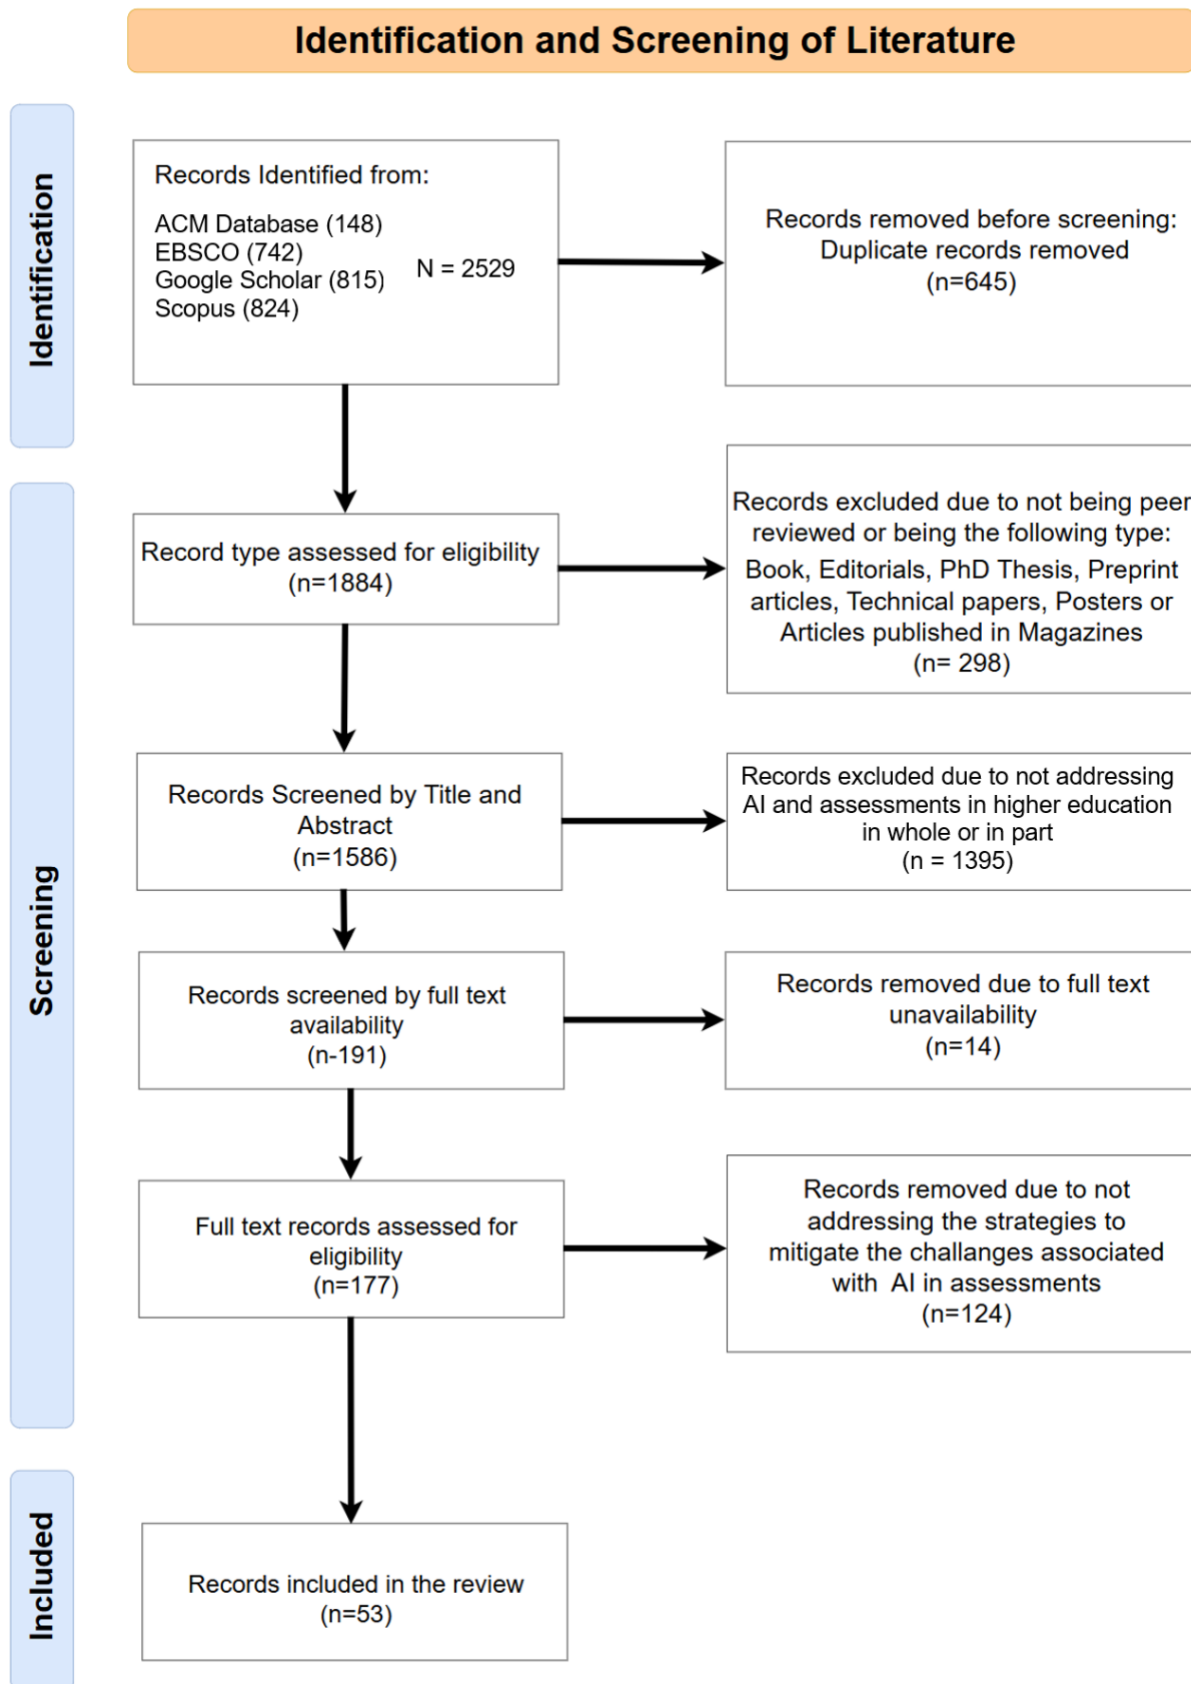 Identification and Screening of Literature
Identification
Records Identified from:
ACM Database (148)
EBSCO (742)
Google Scholar (815)
Scopus (824)
N = 2529
Records removed before screening:
Duplicate records removed
(n=645)
Screening
Record type assessed for eligibility
(n=1884)
Records excluded due to not being peer
reviewed or being the following type:
Book, Editorials, PhD Thesis, Preprint
articles, Technical papers, Posters or
Articles published in Magazines
(n= 298)
Records Screened by Title and
Abstract
(n=1586)
Records excluded due to not addressing
AI and assessments in higher education
in whole or in part
(n = 1395)
Records screened by full text
availability
(n-191)
Records removed due to full text
unavailability
(n=14)
Full text records assessed for
eligibility
(n=177)
Records removed due to not
addressing the strategies to
mitigate the challanges associated
with  AI in assessments
(n=124)
Included
Records included in the review
(n=53)